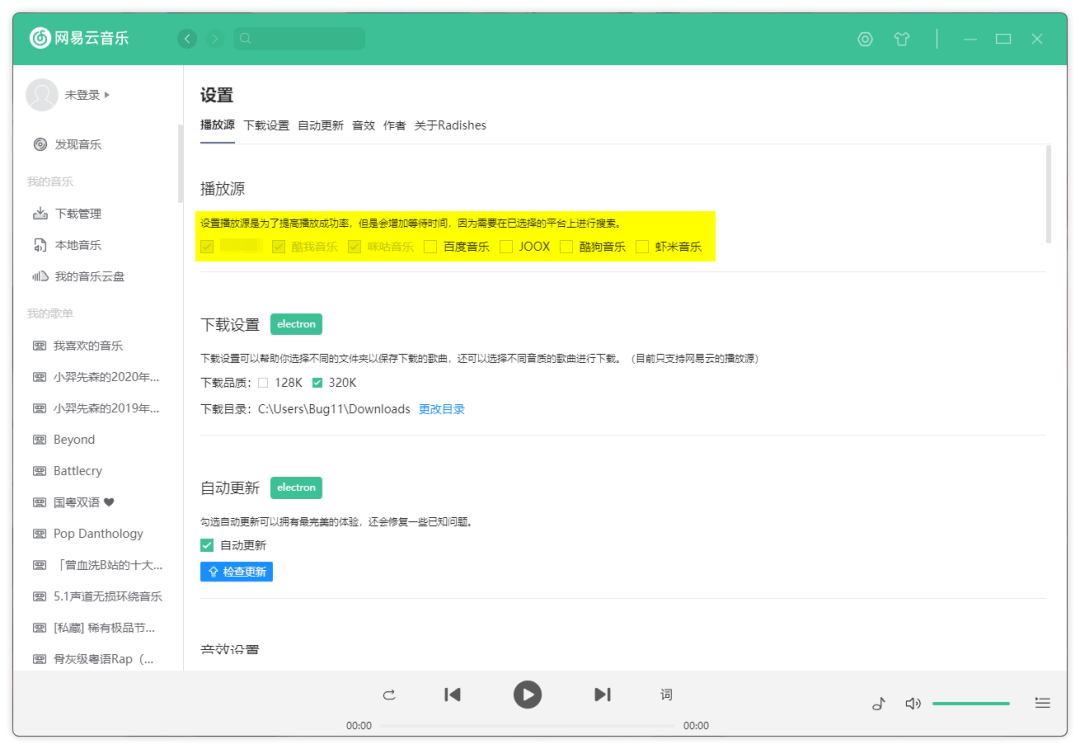 网易云音乐
未登录
发现音乐
我的音乐
下载管理
本地音乐
我的音乐云盘
我的歌单
我喜欢的音乐
小羿先森的2020年...
小羿先森的2019年...
Beyond
Battlecry
国粤双语 ❤
Pop Danthology
「曾血洗B站的十大...
5.1声道无损环绕音乐
[私藏] 稀有极品节...
骨灰级粤语Rap（...
设置
播放源 下载设置 自动更新 音效 作者 关于Radishes
播放源
设置播放源是为了提高播放成功率，但是会增加等待时间，因为需要在已选择的平台上进行搜索。
酷我音乐 咪咕音乐 百度音乐 JOOX 酷狗音乐 虾米音乐
下载设置 electron
下载设置可以帮助你选择不同的文件夹以保存下载的歌曲，还可以选择不同音质的歌曲进行下载。（目前只支持网易云的播放源）
下载品质： 128K 320K
下载目录：C:\Users\Bug11\Downloads 更改目录
自动更新 electron
勾选自动更新可以拥有最完美的体验，还会修复一些已知问题。
自动更新
检查更新
音效设置
词
00:00 00:00